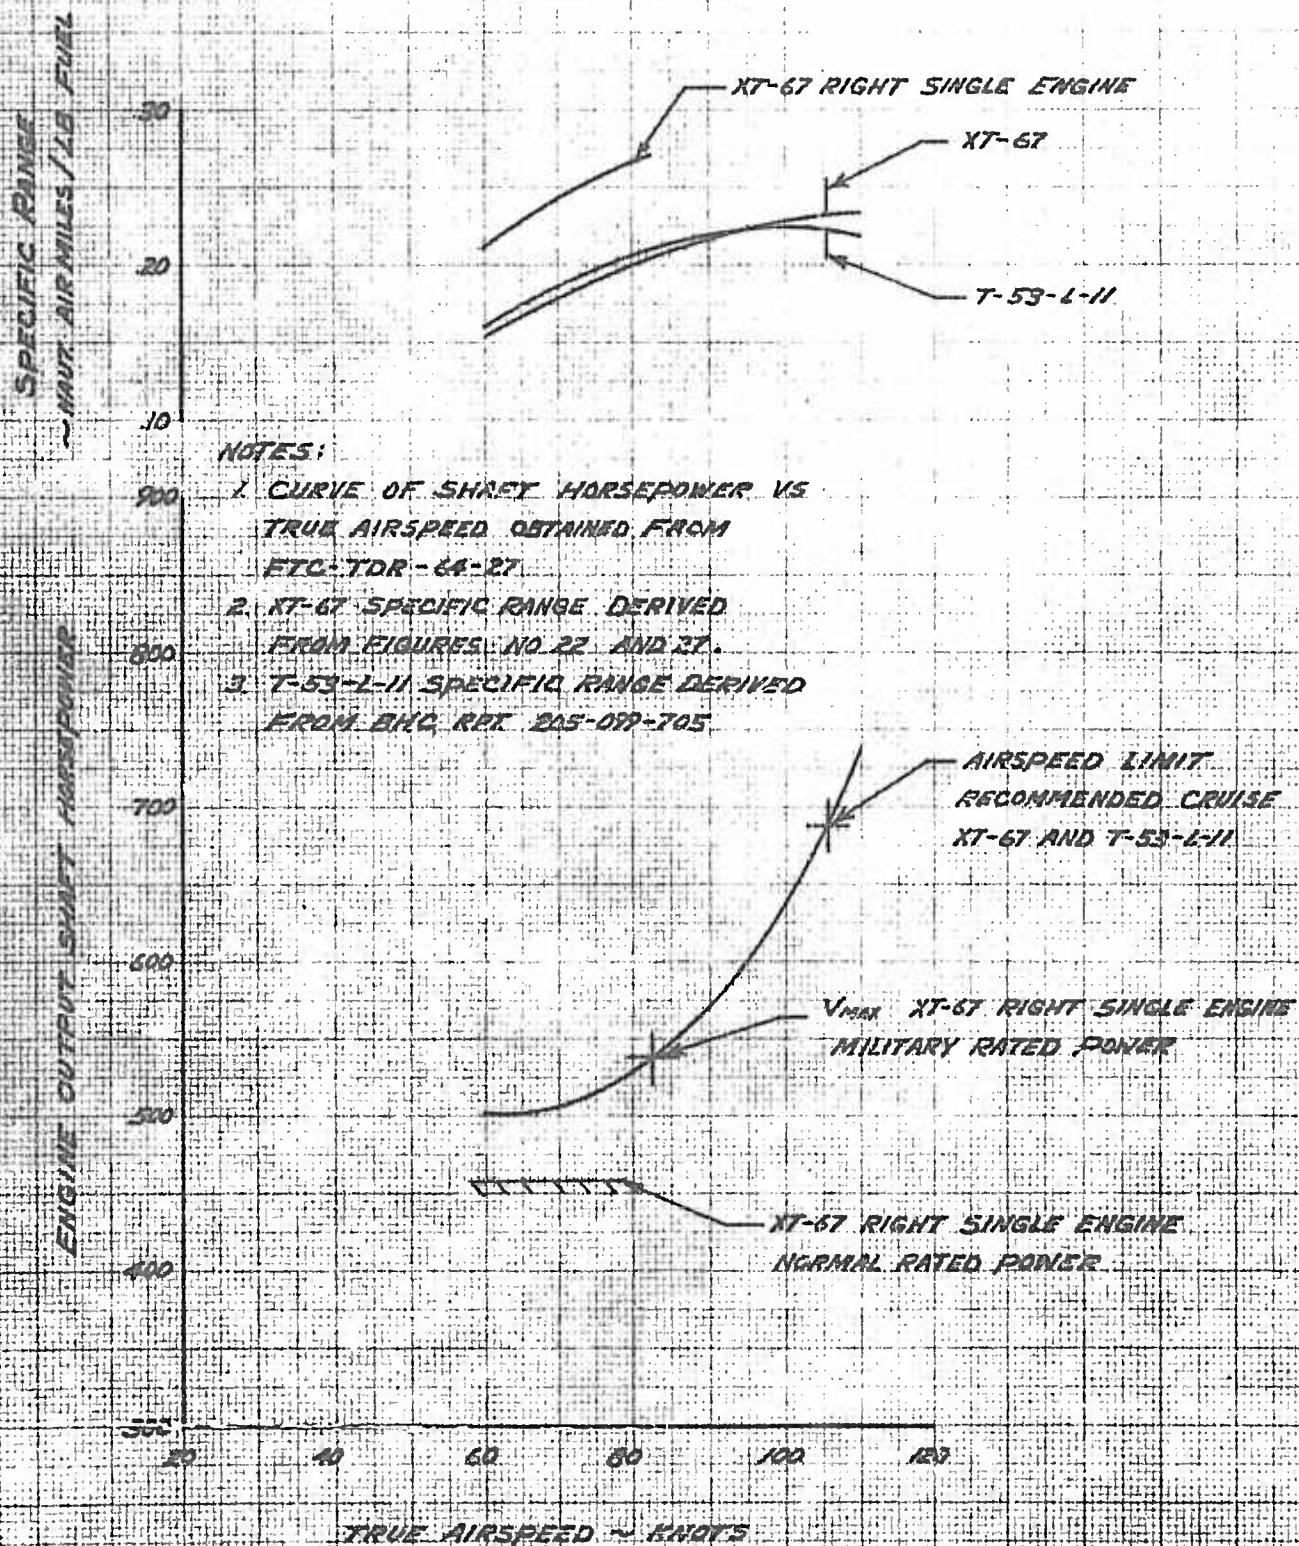 SPECIFIC RANGE
~ NAUT. AIR MILES / LB FUEL
.30
.20
.10
XT-67 RIGHT SINGLE ENGINE
XT-67
T-53-L-11
NOTES:
1. CURVE OF SHAFT HORSEPOWER VS
TRUE AIRSPEED OBTAINED FROM
FTC-TDR-64-27
2. XT-67 SPECIFIC RANGE DERIVED
FROM FIGURES NO 22 AND 27.
3. T-53-L-11 SPECIFIC RANGE DERIVED
FROM BHC RPT. 205-099-705
ENGINE OUTPUT SHAFT HORSEPOWER
900
800
700
600
500
400
300
AIRSPEED LIMIT
RECOMMENDED CRUISE
XT-67 AND T-53-L-11
VMAX XT-67 RIGHT SINGLE ENGINE
MILITARY RATED POWER
XT-67 RIGHT SINGLE ENGINE
NORMAL RATED POWER
20 40 60 80 100 120
TRUE AIRSPEED ~ KNOTS